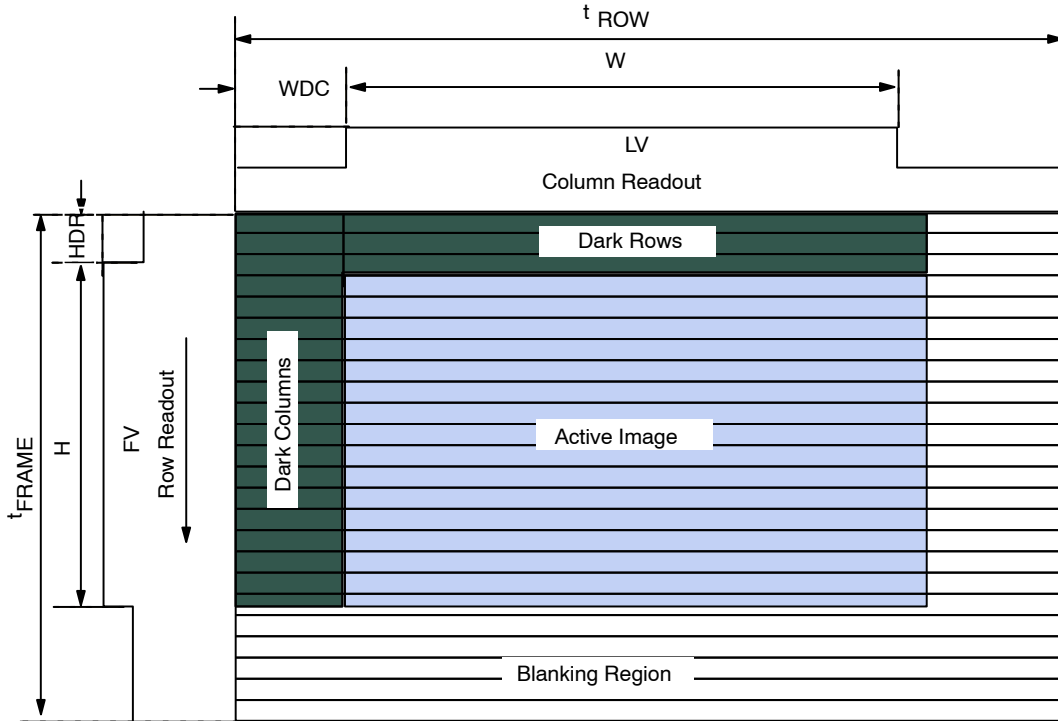 t ROW
W
WDC
LV
Column Readout
HDR
Dark Rows
Dark Columns
Active Image
Row Readout
FV
H
tFRAME
Blanking Region